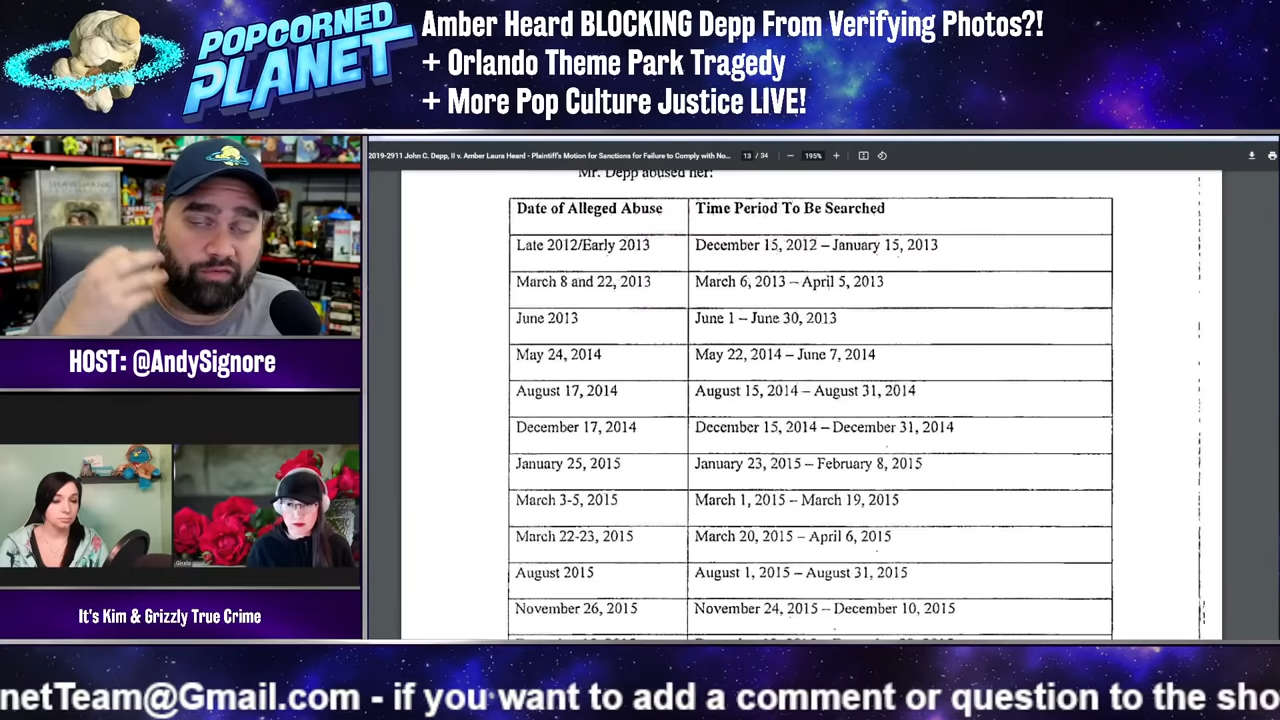 POPCORNED
PLANET
Amber Heard BLOCKING Depp From Verifying Photos?!
+ Orlando Theme Park Tragedy
+ More Pop Culture Justice LIVE!
HOST: @AndySignore
It's Kim & Grizzly True Crime
2019-2911 John C. Depp, II v. Amber Laura Heard - Plaintiff's Motion for Sanctions for Failure to Comply with No...
13 / 34
195%
Mr. Depp abused her:
Date of Alleged Abuse Time Period To Be Searched
Late 2012/Early 2013 December 15, 2012 – January 15, 2013
March 8 and 22, 2013 March 6, 2013 – April 5, 2013
June 2013 June 1 – June 30, 2013
May 24, 2014 May 22, 2014 – June 7, 2014
August 17, 2014 August 15, 2014 – August 31, 2014
December 17, 2014 December 15, 2014 – December 31, 2014
January 25, 2015 January 23, 2015 – February 8, 2015
March 3-5, 2015 March 1, 2015 – March 19, 2015
March 22-23, 2015 March 20, 2015 – April 6, 2015
August 2015 August 1, 2015 – August 31, 2015
November 26, 2015 November 24, 2015 – December 10, 2015
netTeam@Gmail.com - if you want to add a comment or question to the sho